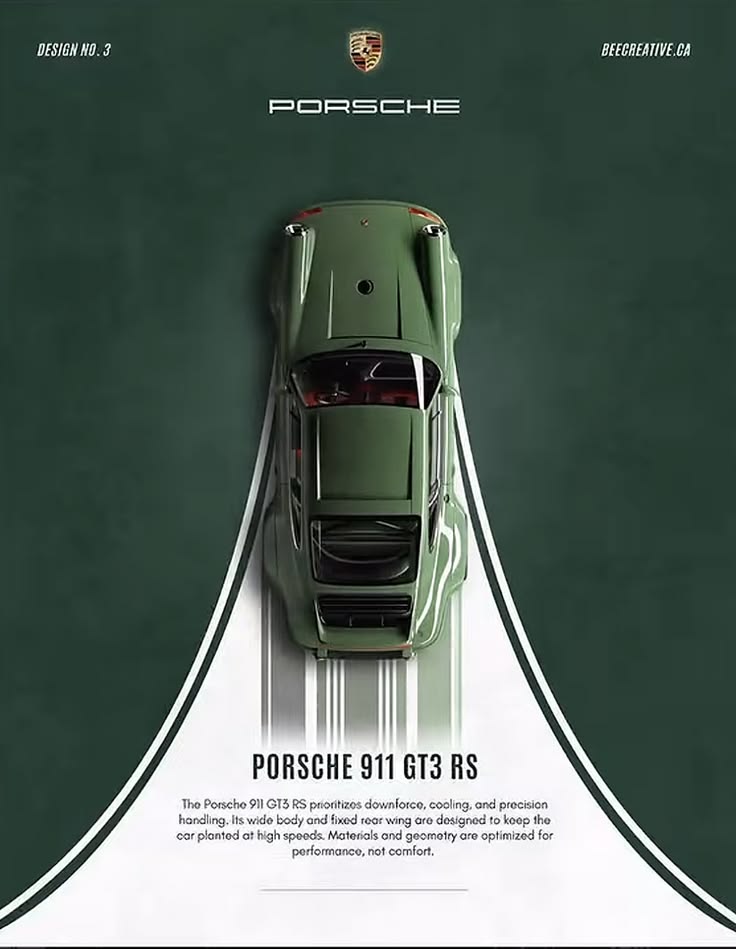 DESIGN NO. 3
BEECREATIVE.CA
PORSCHE
PORSCHE 911 GT3 RS
The Porsche 911 GT3 RS prioritizes downforce, cooling, and precision
handling. Its wide body and fixed rear wing are designed to keep the
car planted at high speeds. Materials and geometry are optimized for
performance, not comfort.